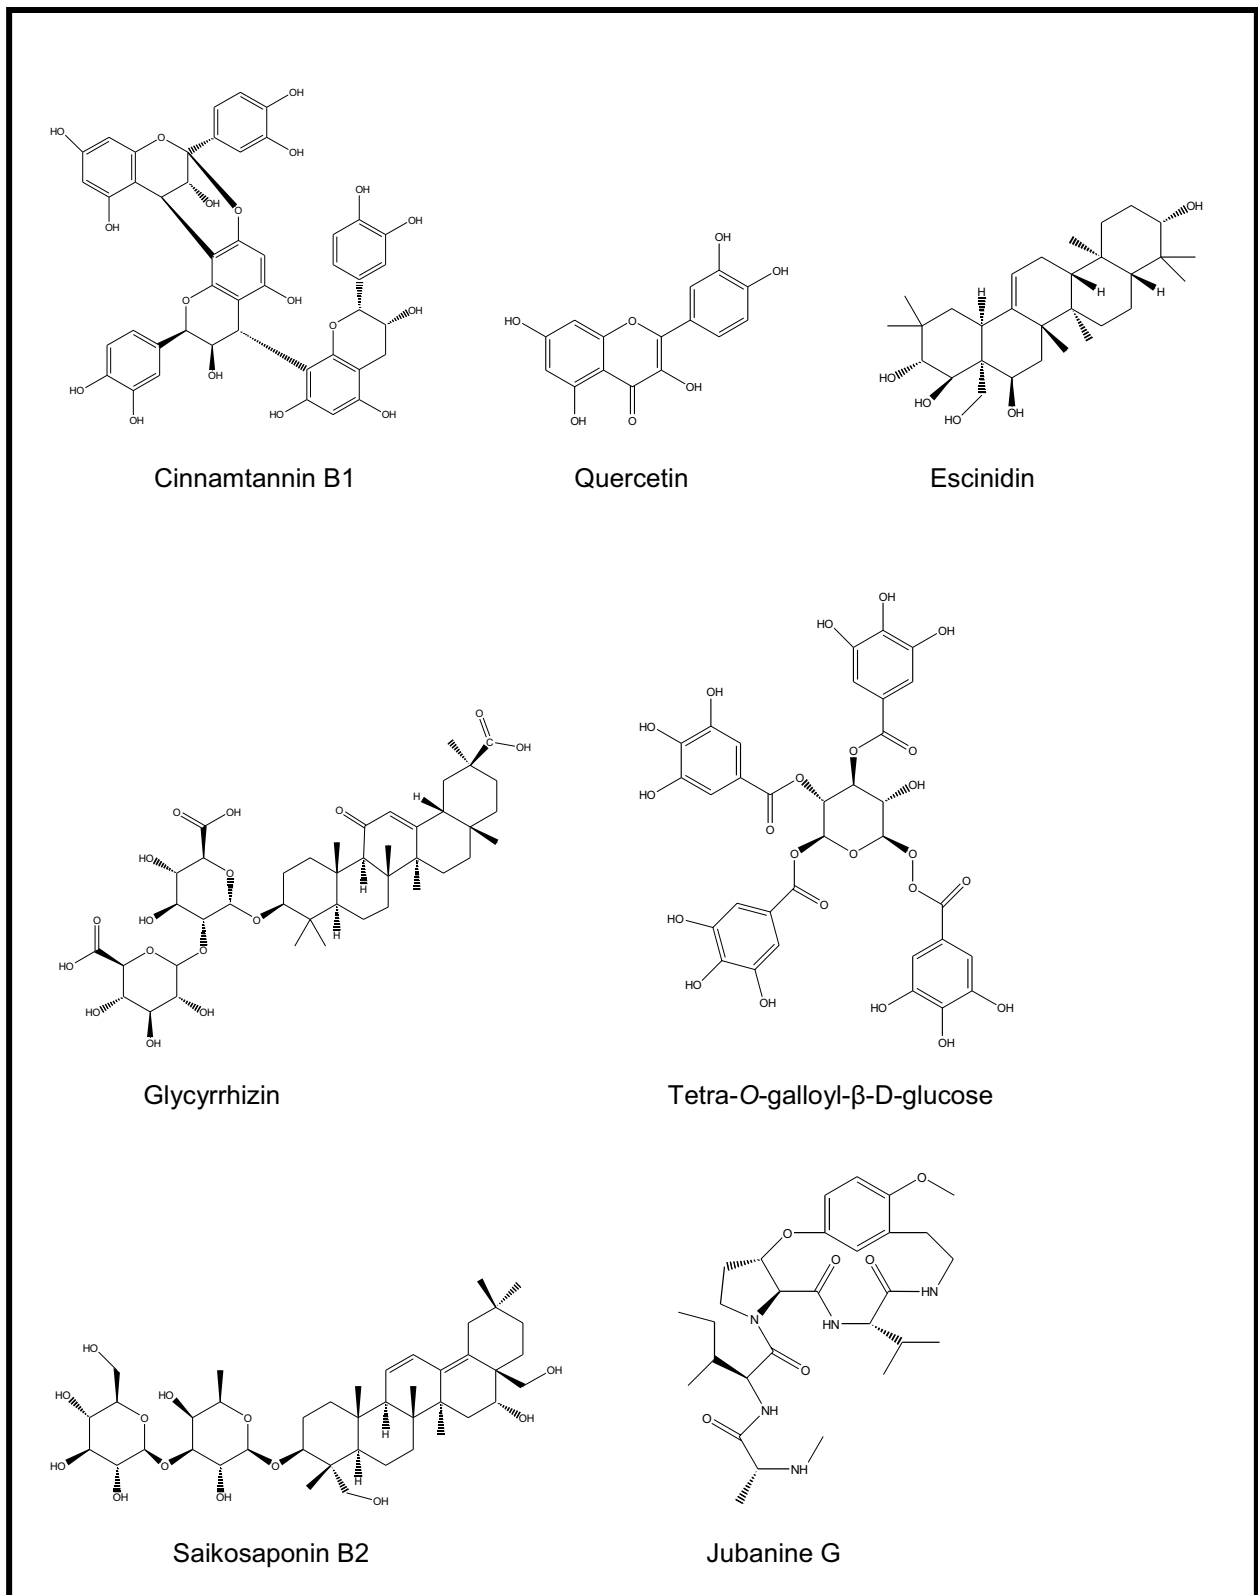 Cinnamtannin B1
Quercetin
Escinidin
Glycyrrhizin
Tetra-O-galloyl-β-D-glucose
Saikosaponin B2
Jubanine G